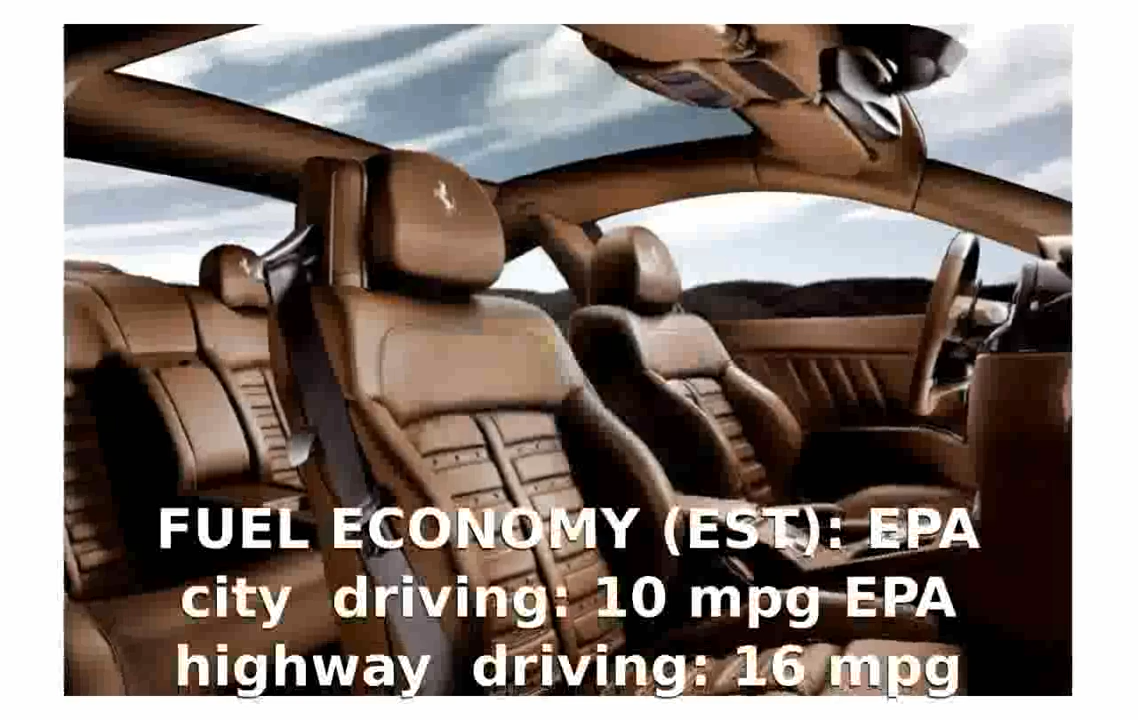 FUEL ECONOMY (EST): EPA
city driving: 10 mpg EPA
highway driving: 16 mpg